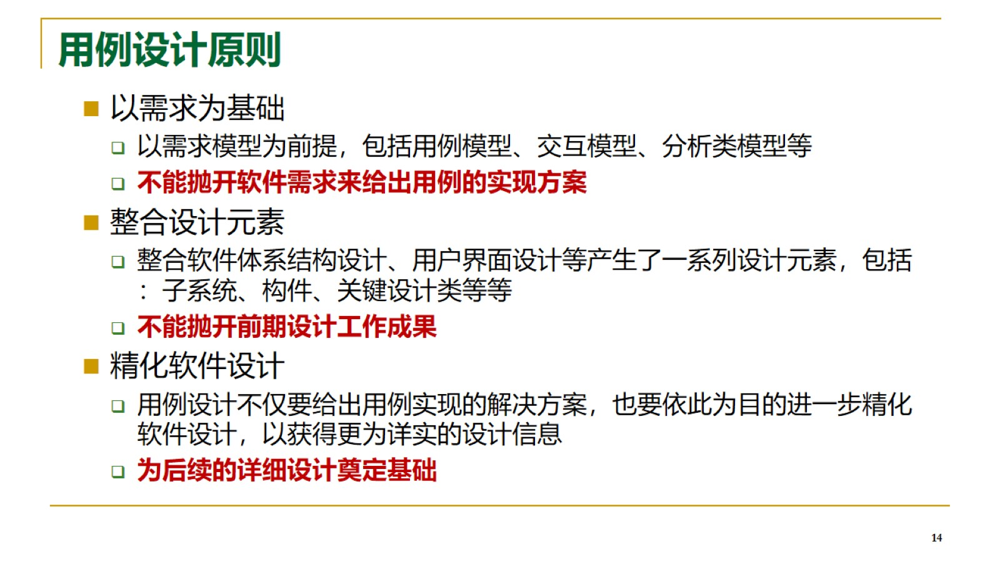 用例设计原则
以需求为基础
以需求模型为前提，包括用例模型、交互模型、分析类模型等
不能抛开软件需求来给出用例的实现方案
整合设计元素
整合软件体系结构设计、用户界面设计等产生了一系列设计元素，包括
：子系统、构件、关键设计类等等
不能抛开前期设计工作成果
精化软件设计
用例设计不仅要给出用例实现的解决方案，也要依此为目的进一步精化
软件设计，以获得更为详实的设计信息
为后续的详细设计奠定基础
14